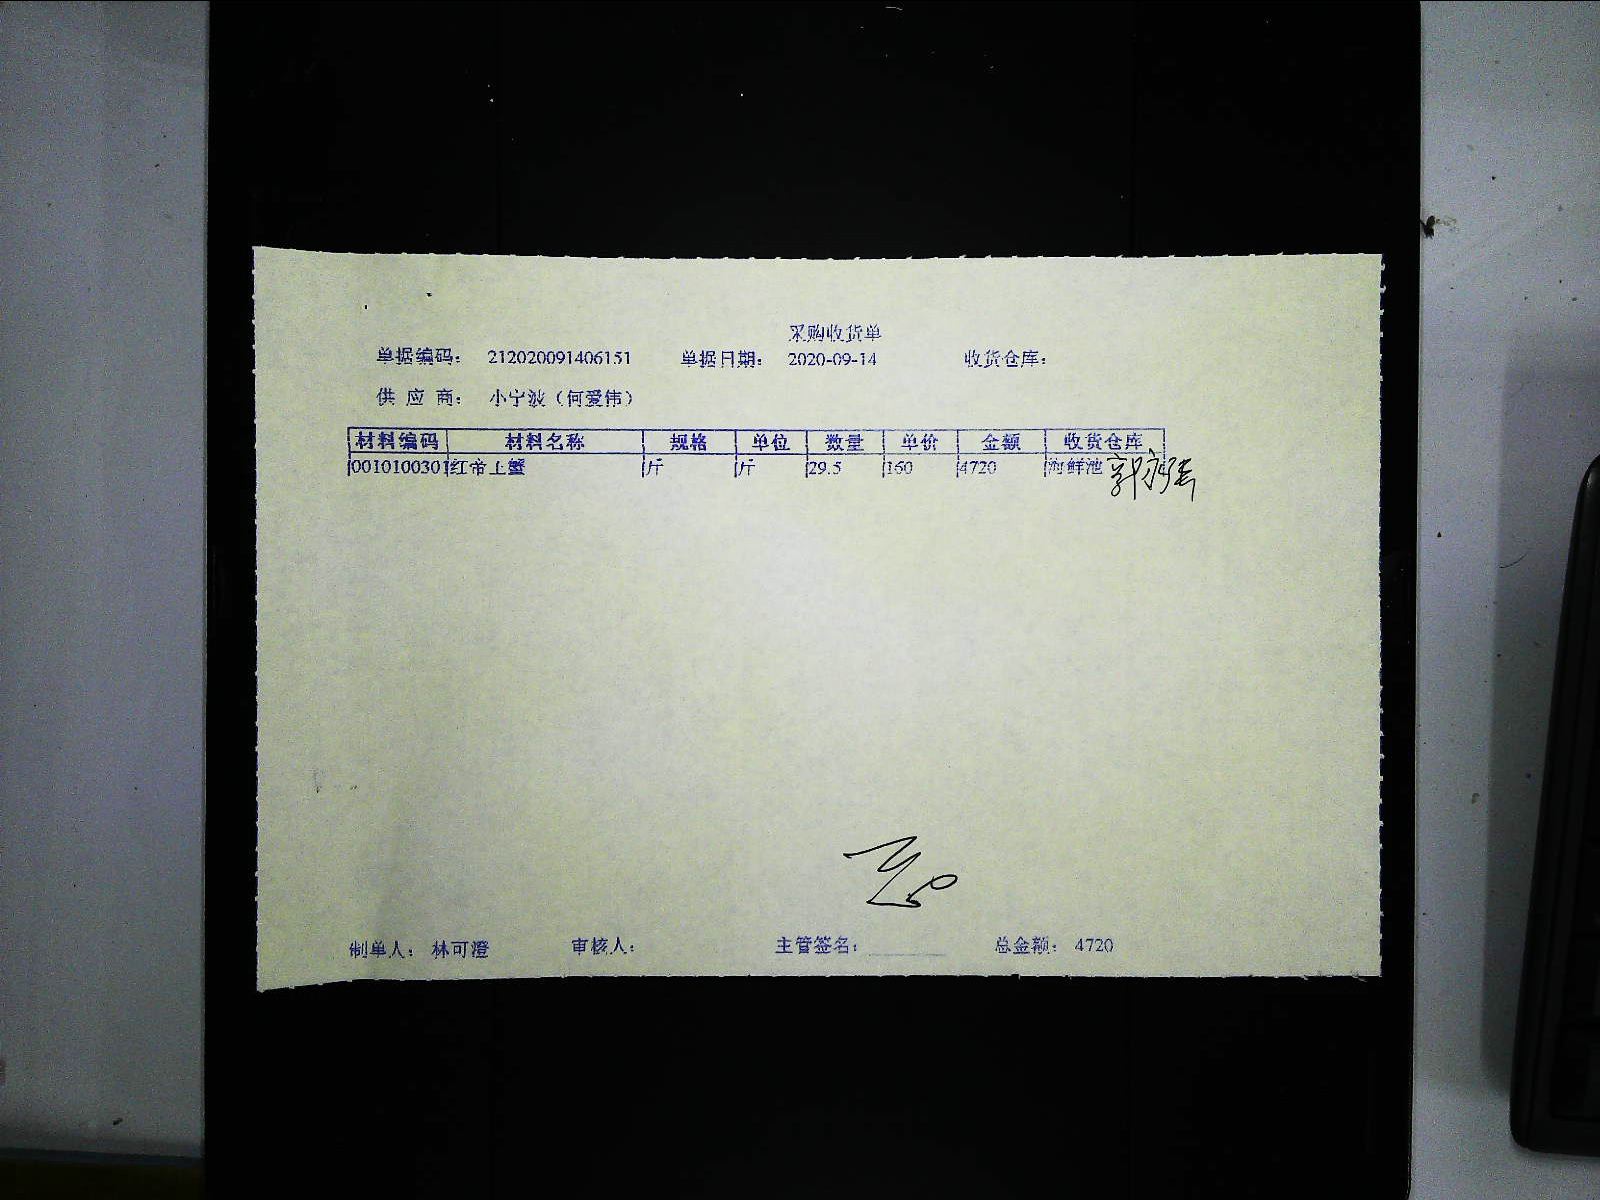 采购收货单
单据编码： 212020091406151 单据日期： 2020-09-14 收货仓库：
供 应 商： 小宁波（何爱伟）
材料编码 材料名称 规格 单位 数量 单价 金额 收货仓库
0010100301 红帝王蟹 斤 斤 29.5 160 4720 海鲜池
制单人： 林可澄 审核人： 主管签名： 总金额： 4720